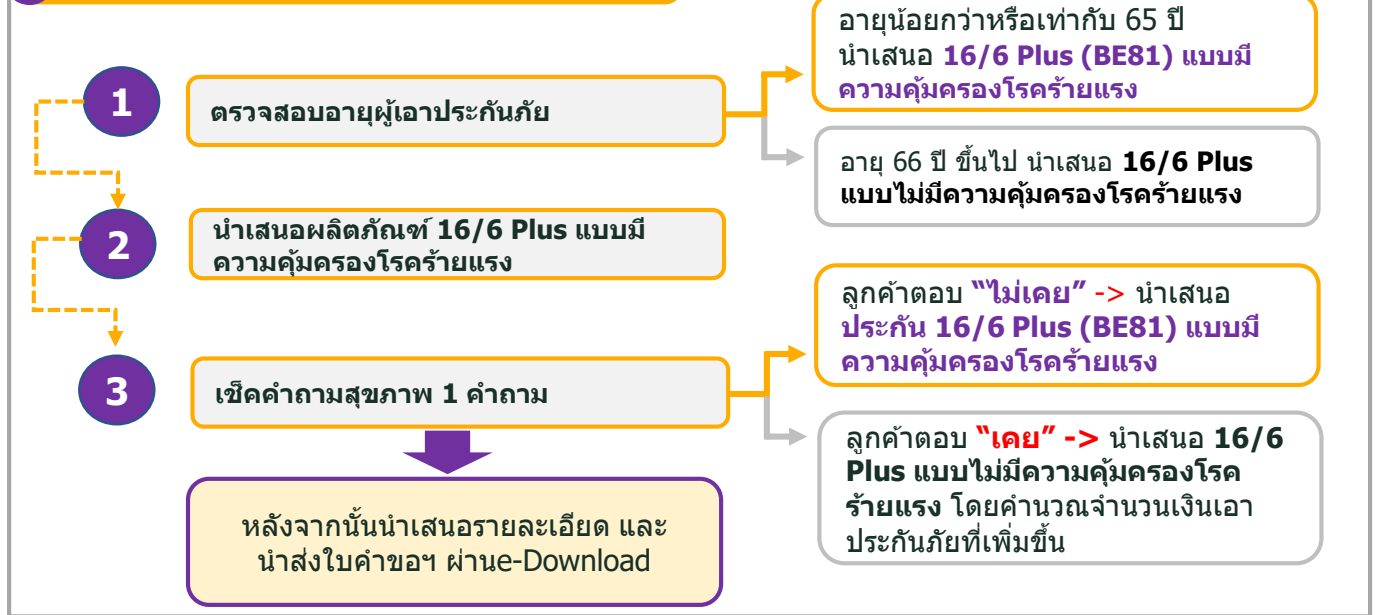 1
ตรวจสอบอายุผู้เอาประกันภัย
อายุน้อยกว่าหรือเท่ากับ 65 ปี
นำเสนอ 16/6 Plus (BE81) แบบมี
ความคุ้มครองโรคร้ายแรง
อายุ 66 ปี ขึ้นไป นำเสนอ 16/6 Plus
แบบไม่มีความคุ้มครองโรคร้ายแรง
2
นำเสนอผลิตภัณฑ์ 16/6 Plus แบบมี
ความคุ้มครองโรคร้ายแรง
3
เช็คคำถามสุขภาพ 1 คำถาม
ลูกค้าตอบ “ไม่เคย” -> นำเสนอ
ประกัน 16/6 Plus (BE81) แบบมี
ความคุ้มครองโรคร้ายแรง
ลูกค้าตอบ “เคย” -> นำเสนอ 16/6
Plus แบบไม่มีความคุ้มครองโรค
ร้ายแรง โดยคำนวณจำนวนเงินเอา
ประกันภัยที่เพิ่มขึ้น
หลังจากนั้นนำเสนอรายละเอียด และ
นำส่งใบคำขอฯ ผ่านe-Download